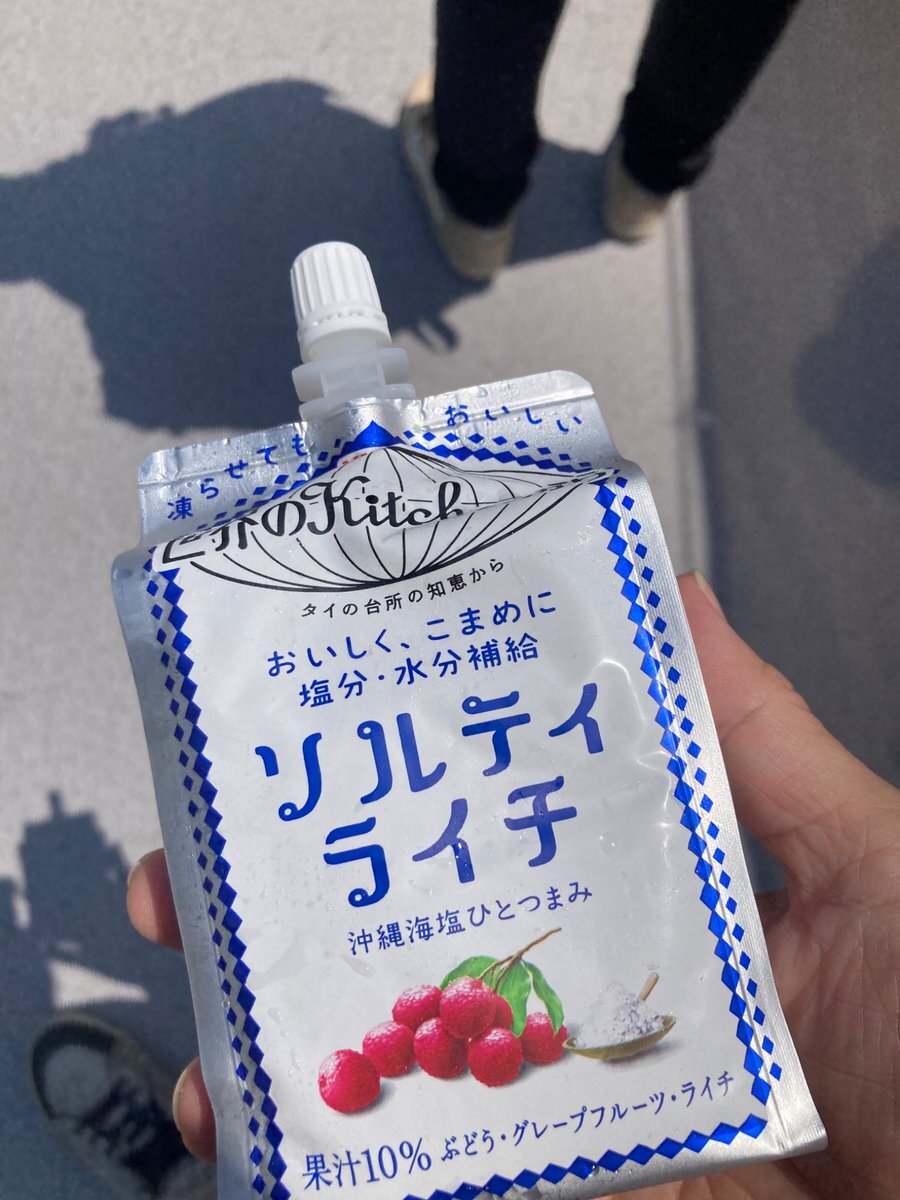 凍らせても おいしい
世界のKitch
タイの台所の知恵から
おいしく、こまめに
塩分・水分補給
ソルティ
ライチ
沖縄海塩ひとつまみ
果汁10% ぶどう・グレープフルーツ・ライチ